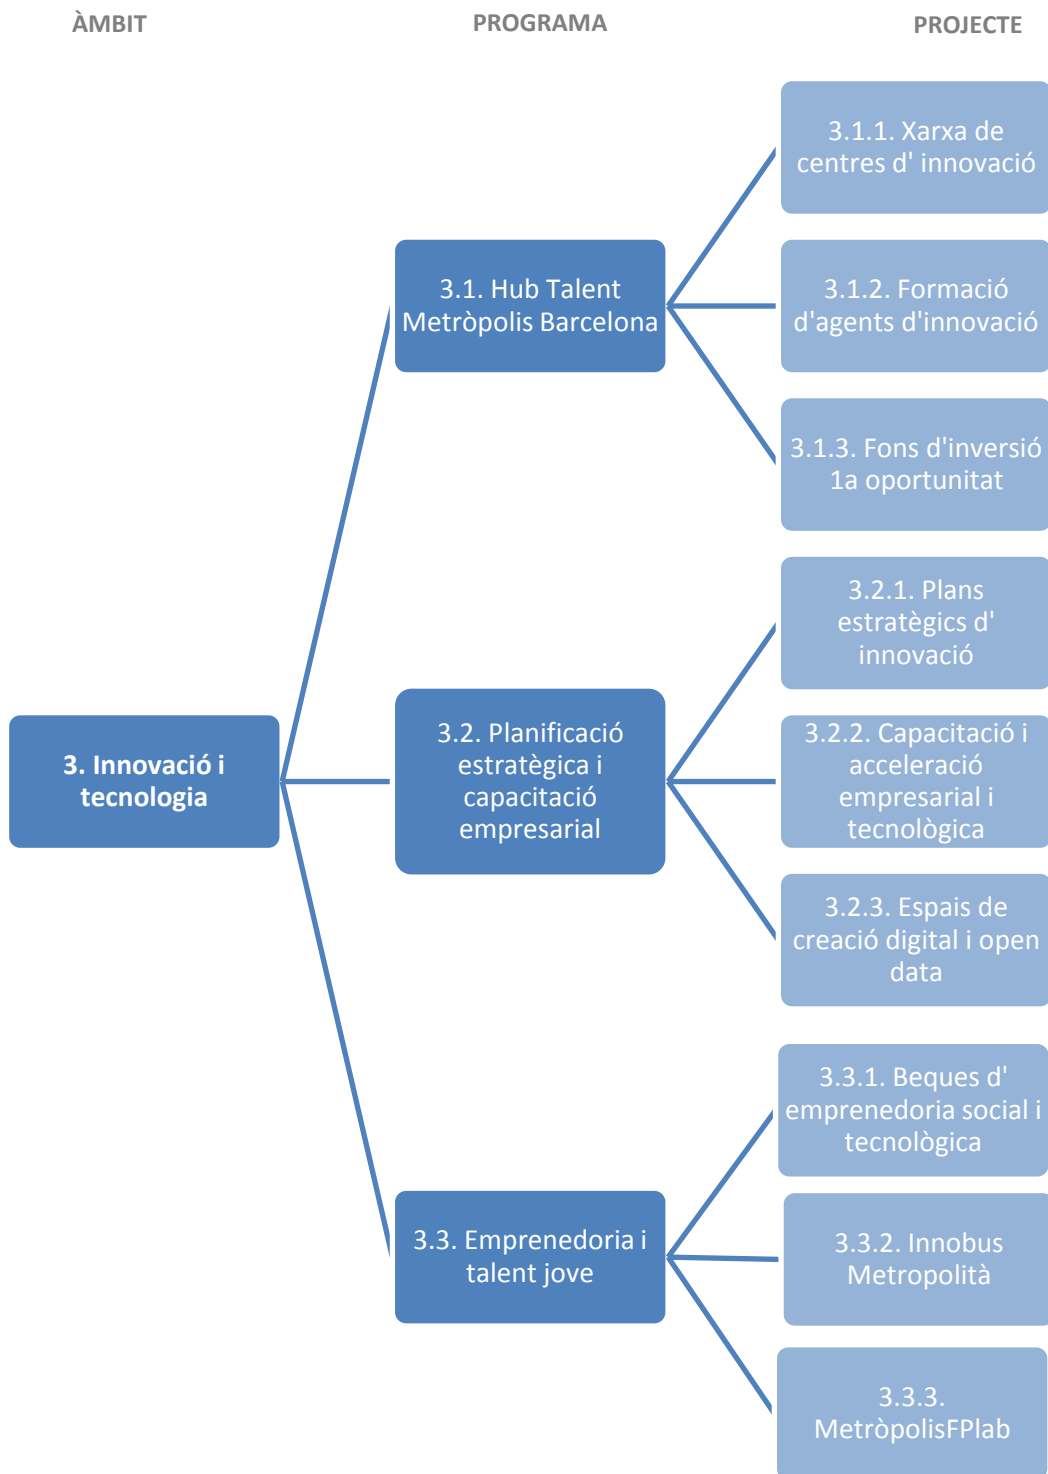 ÀMBIT
PROGRAMA
PROJECTE
3. Innovació i
tecnologia
3.1. Hub Talent
Metròpolis Barcelona
3.1.1. Xarxa de
centres d' innovació
3.1.2. Formació
d'agents d'innovació
3.1.3. Fons d'inversió
1a oportunitat
3.2. Planificació
estratègica i
capacitació
empresarial
3.2.1. Plans
estratègics d'
innovació
3.2.2. Capacitació i
acceleració
empresarial i
tecnològica
3.2.3. Espais de
creació digital i open
data
3.3. Emprenedoria i
talent jove
3.3.1. Beques d'
emprenedoria social i
tecnològica
3.3.2. Innobus
Metropolità
3.3.3.
MetròpolisFPlab